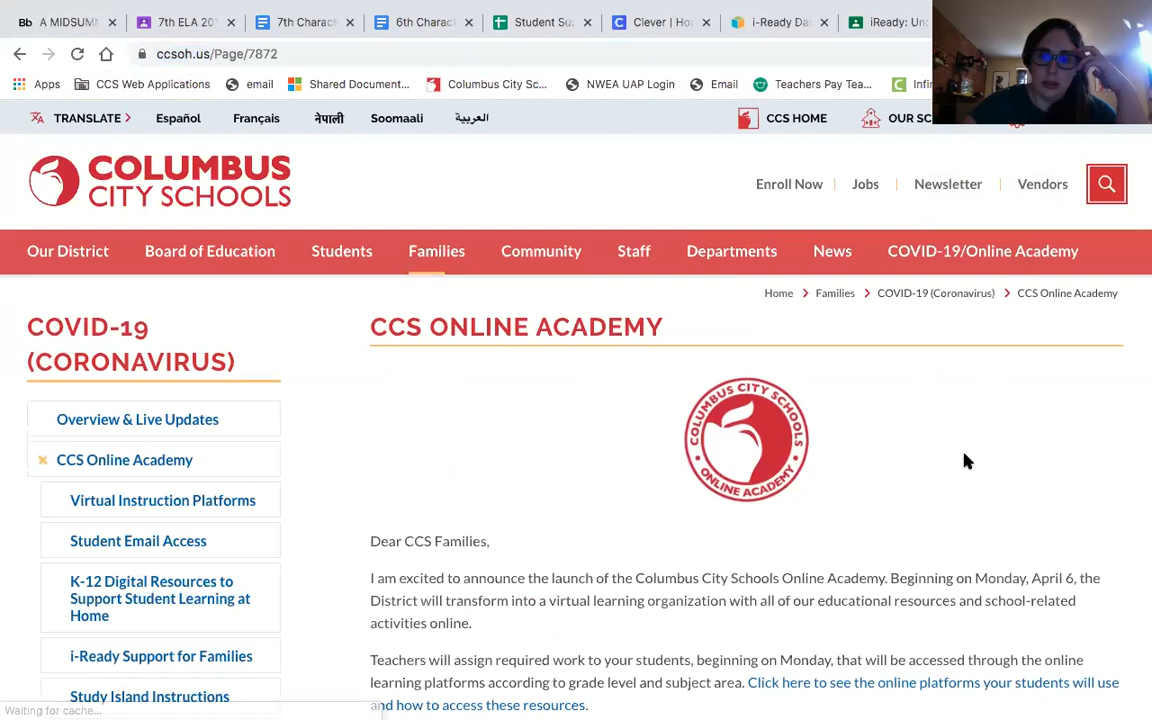 Bb A MIDSUMM 7th ELA 20 7th Charac 6th Charac Student Su Clever | Ho i-Ready Da iReady: Un
ccsoh.us/Page/7872
Apps CCS Web Applications email Shared Document... Columbus City Sc... NWEA UAP Login Email Teachers Pay Tea... Infin
TRANSLATE Español Français नेपाली Soomaali العربية CCS HOME OUR SC
COLUMBUS
CITY SCHOOLS
Enroll Now Jobs Newsletter Vendors
Our District Board of Education Students Families Community Staff Departments News COVID-19/Online Academy
Home Families COVID-19 (Coronavirus) CCS Online Academy
COVID-19
(CORONAVIRUS)
Overview & Live Updates
CCS Online Academy
Virtual Instruction Platforms
Student Email Access
K-12 Digital Resources to
Support Student Learning at
Home
i-Ready Support for Families
Study Island Instructions
Waiting for cache...
CCS ONLINE ACADEMY
COLUMBUS CITY SCHOOLS
ONLINE ACADEMY
Dear CCS Families,
I am excited to announce the launch of the Columbus City Schools Online Academy. Beginning on Monday, April 6, the
District will transform into a virtual learning organization with all of our educational resources and school-related
activities online.
Teachers will assign required work to your students, beginning on Monday, that will be accessed through the online
learning platforms according to grade level and subject area. Click here to see the online platforms your students will use
and how to access these resources.